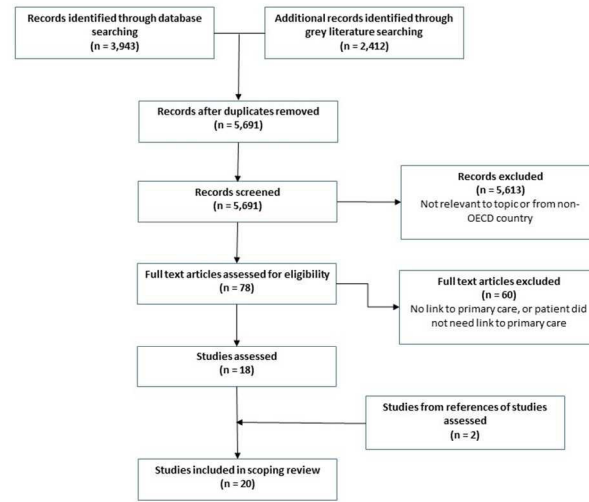 Records identified through database
searching
(n = 3,943)
Additional records identified through
grey literature searching
(n = 2,412)
Records after duplicates removed
(n = 5,691)
Records screened
(n = 5,691)
Records excluded
(n = 5,613)
Not relevant to topic or from non-
OECD country
Full text articles assessed for eligibility
(n = 78)
Full text articles excluded
(n = 60)
No link to primary care, or patient did
not need link to primary care
Studies assessed
(n = 18)
Studies from references of studies
assessed
(n = 2)
Studies included in scoping review
(n = 20)